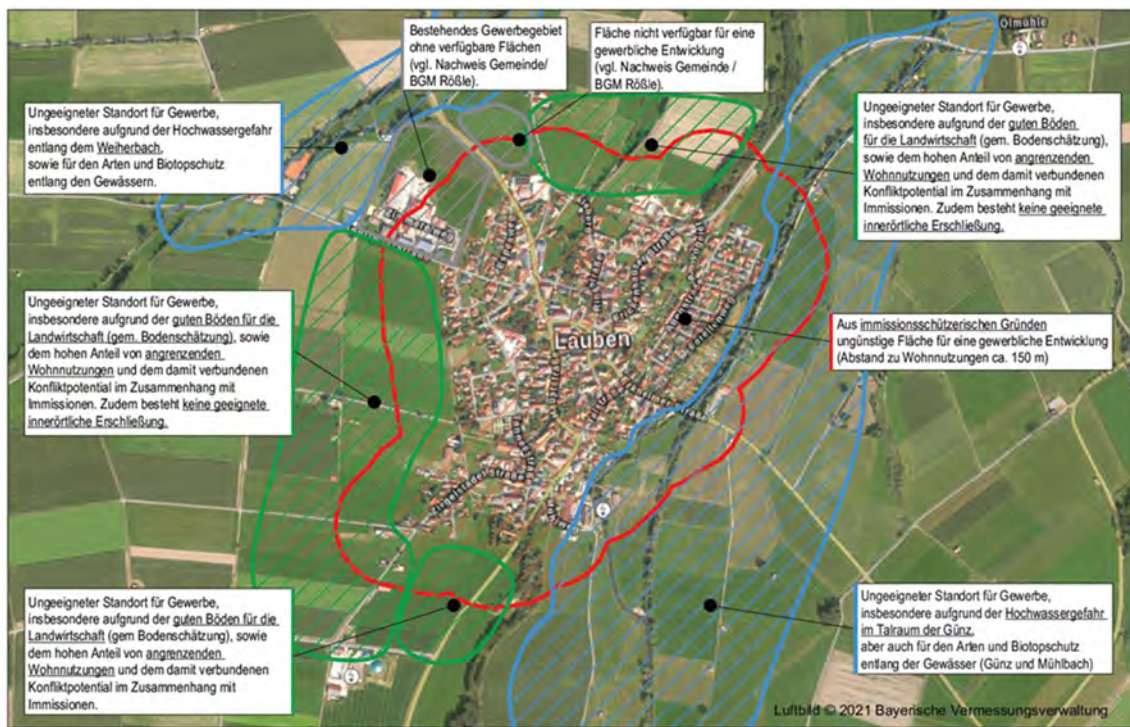 Bestehendes Gewerbegebiet
ohne verfügbare Flächen
(vgl. Nachweis Gemeinde/
BGM Rößle).
Fläche nicht verfügbar für eine
gewerbliche Entwicklung
(vgl. Nachweis Gemeinde /
BGM Rößle).
Ölmühle
Ungeeigneter Standort für Gewerbe,
insbesondere aufgrund der Hochwassergefahr
entlang dem Weiherbach,
sowie für den Arten und Biotopschutz
entlang den Gewässern.
Ungeeigneter Standort für Gewerbe,
insbesondere aufgrund der guten Böden
für die Landwirtschaft (gem. Bodenschätzung),
sowie dem hohen Anteil von angrenzenden
Wohnnutzungen und dem damit verbundenen
Konfliktpotential im Zusammenhang mit
Immissionen. Zudem besteht keine geeignete
innerörtliche Erschließung.
Ungeeigneter Standort für Gewerbe,
insbesondere aufgrund der guten Böden für die
Landwirtschaft (gem. Bodenschätzung), sowie
dem hohen Anteil von angrenzenden
Wohnnutzungen und dem damit verbundenen
Konfliktpotential im Zusammenhang mit
Immissionen. Zudem besteht keine geeignete
innerörtliche Erschließung.
Lauben
Aus immissionsschützerischen Gründen
ungünstige Fläche für eine gewerbliche Entwicklung
(Abstand zu Wohnnutzungen ca. 150 m)
Ungeeigneter Standort für Gewerbe,
insbesondere aufgrund der guten Böden für die
Landwirtschaft (gem Bodenschätzung), sowie
dem hohen Anteil von angrenzenden
Wohnnutzungen und dem damit verbundenen
Konfliktpotential im Zusammenhang mit
Immissionen.
Ungeeigneter Standort für Gewerbe,
insbesondere aufgrund der Hochwassergefahr
im Talraum der Günz,
aber auch für den Arten und Biotopschutz
entlang der Gewässer (Günz und Mühlbach)
Luftbild © 2021 Bayerische Vermessungsverwaltung